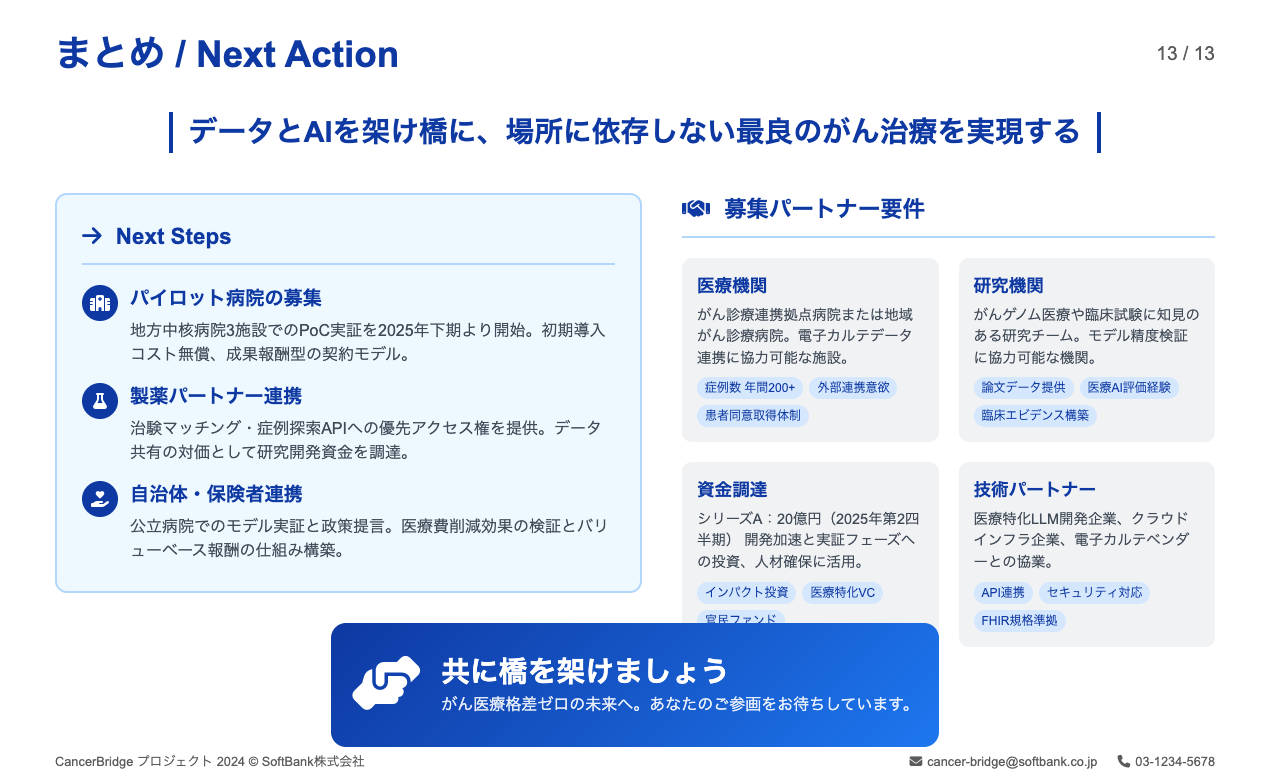 まとめ / Next Action
13 / 13
データとAIを架け橋に、場所に依存しない最良のがん治療を実現する
Next Steps
パイロット病院の募集
地方中核病院3施設でのPoC実証を2025年下期より開始。初期導入
コスト無償、成果報酬型の契約モデル。
製薬パートナー連携
治験マッチング・症例探索APIへの優先アクセス権を提供。データ
共有の対価として研究開発資金を調達。
自治体・保険者連携
公立病院でのモデル実証と政策提言。医療費削減効果の検証とバリ
ューベース報酬の仕組み構築。
募集パートナー要件
医療機関
がん診療連携拠点病院または地域
がん診療病院。電子カルテデータ
連携に協力可能な施設。
症例数 年間200+
外部連携意欲
患者同意取得体制
研究機関
がんゲノム医療や臨床試験に知見の
ある研究チーム。モデル精度検証
に協力可能な機関。
論文データ提供
医療AI評価経験
臨床エビデンス構築
資金調達
シリーズA：20億円（2025年第2四
半期） 開発加速と実証フェーズへ
の投資、人材確保に活用。
インパクト投資
医療特化VC
官民ファンド
技術パートナー
医療特化LLM開発企業、クラウド
インフラ企業、電子カルテベンダ
ーとの協業。
API連携
セキュリティ対応
FHIR規格準拠
共に橋を架けましょう
がん医療格差ゼロの未来へ。あなたのご参画をお待ちしています。
CancerBridge プロジェクト 2024 © SoftBank株式会社
cancer-bridge@softbank.co.jp
03-1234-5678